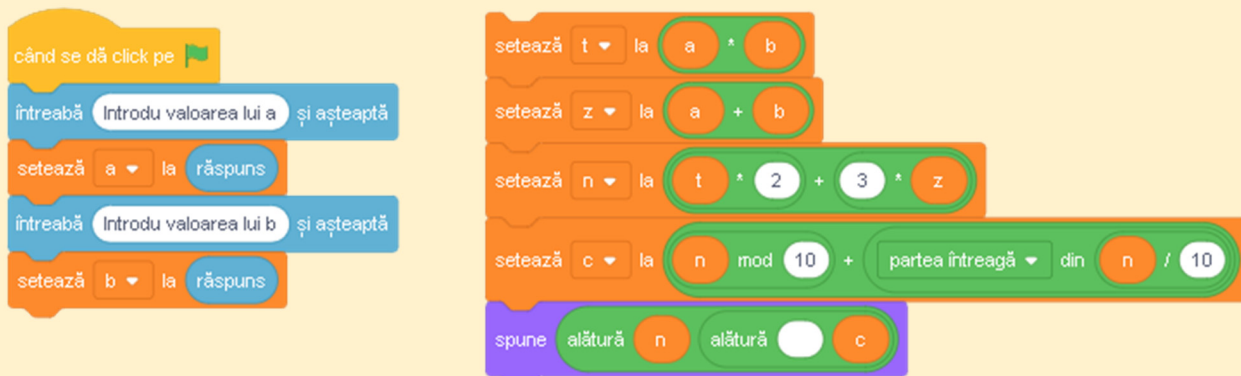 când se dă click pe
întreabă Introdu valoarea lui a și așteaptă
setează a la răspuns
întreabă Introdu valoarea lui b și așteaptă
setează b la răspuns
setează t la a * b
setează z la a + b
setează n la t * 2 + 3 * z
setează c la n mod 10 + partea întreagă din n / 10
spune alătură n alătură c